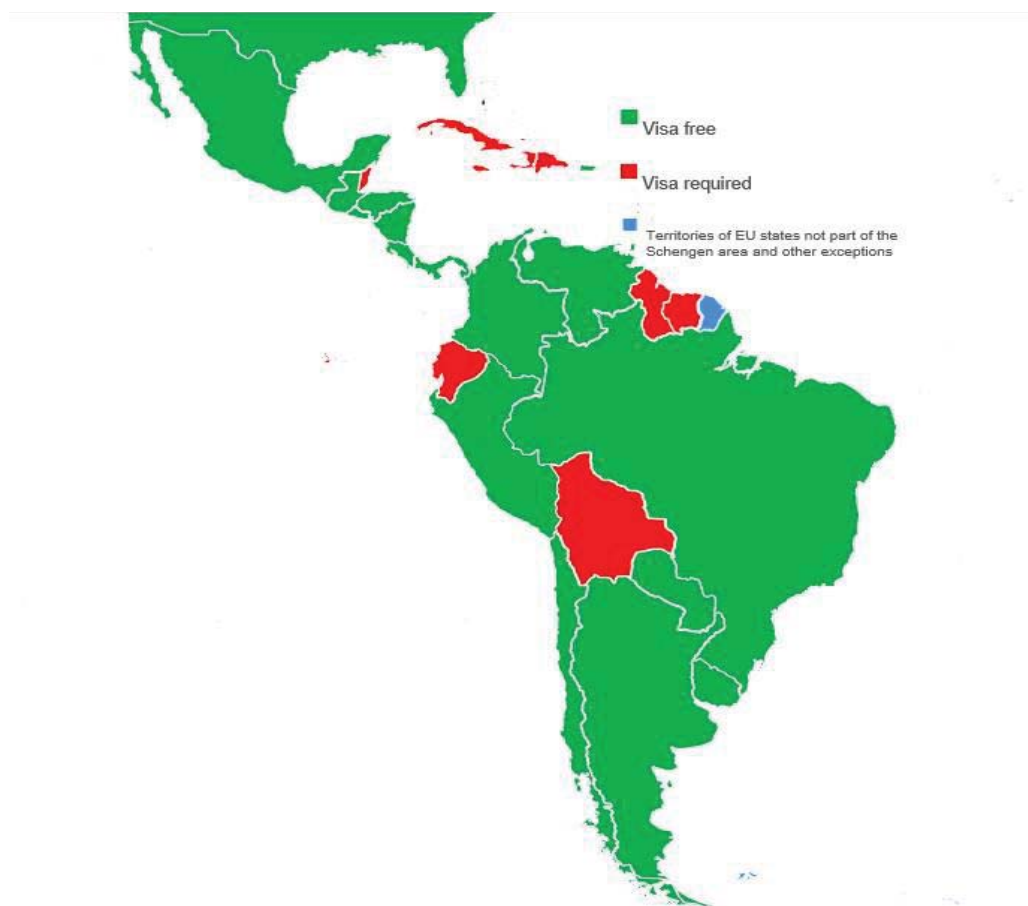 Visa free
Visa required
Territories of EU states not part of the
Schengen area and other exceptions